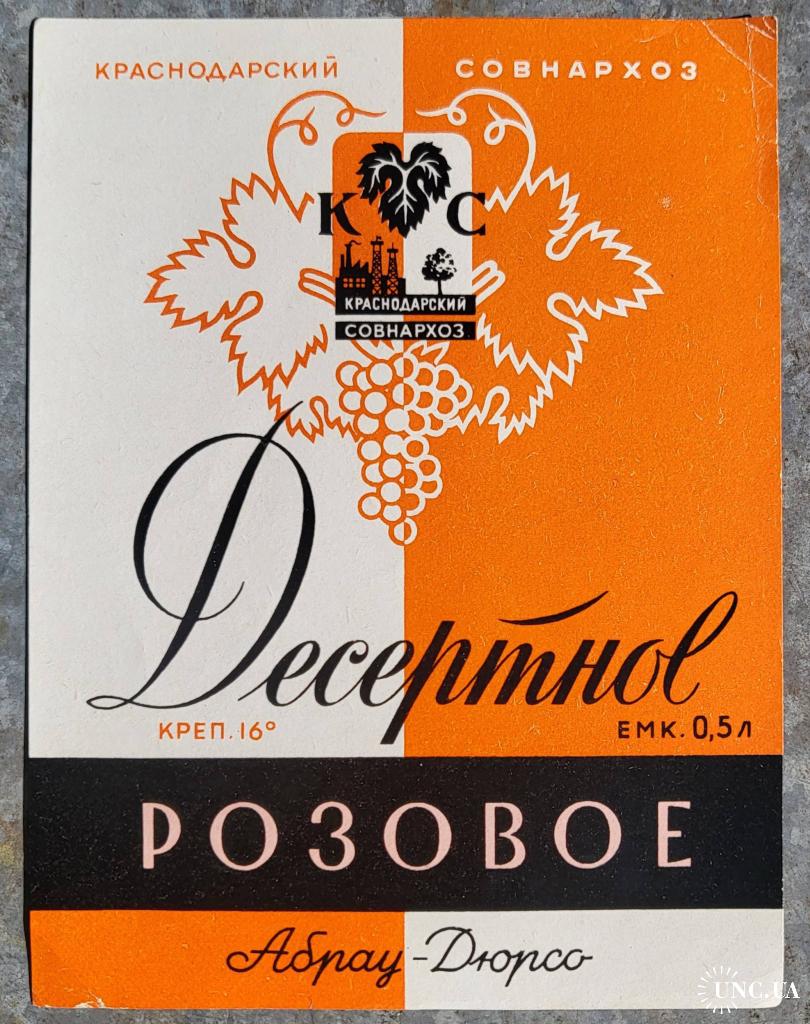 КРАСНОДАРСКИЙ СОВНАРХОЗ
К С
КРАСНОДАРСКИЙ
СОВНАРХОЗ
Десертное
КРЕП. 16° ЕМК. 0,5 Л
РОЗОВОЕ
Абрау-Дюрсо
UNC.UA